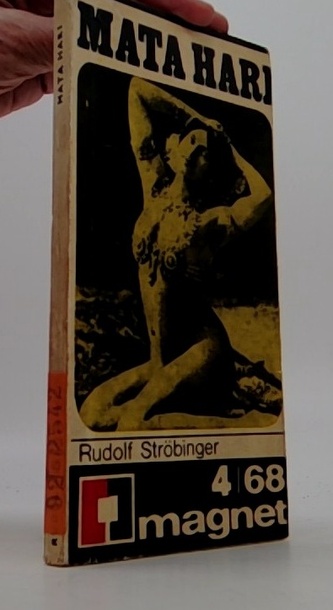 MATA HARI
MATA HARI
Rudolf Ströbinger
4 68
magnet